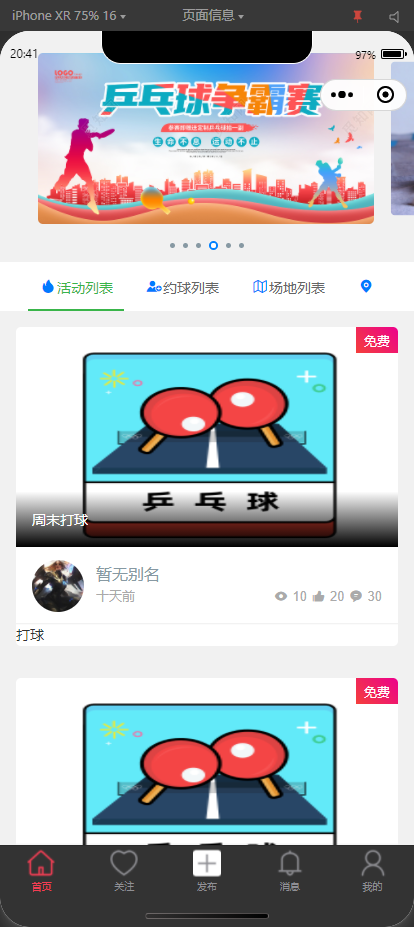 iPhone XR 75% 16
页面信息
20:41
97%
LOGO
乒乓球争霸赛
生命不息 运动不止
活动列表
约球列表
场地列表
免费
乒 乓 球
周末打球
暂无别名
十天前
10
20
30
打球
免费
首页
关注
发布
消息
我的